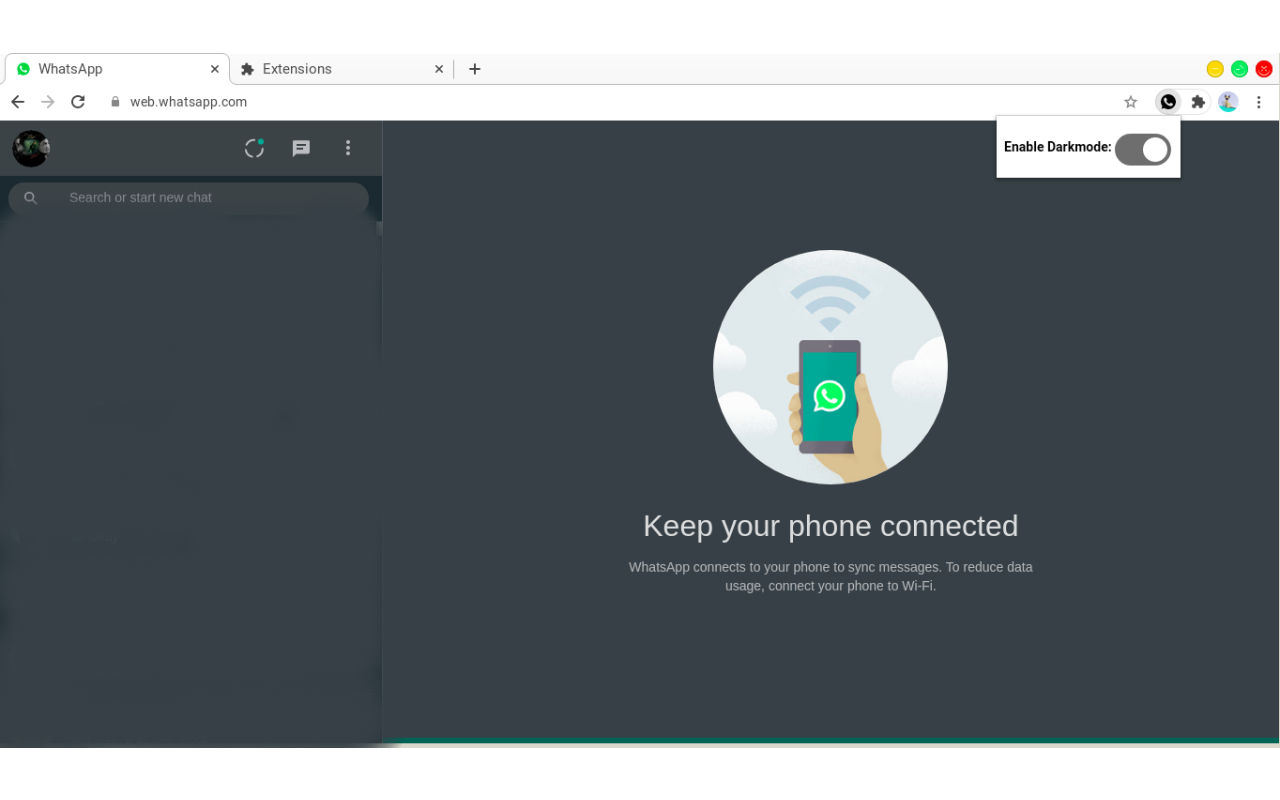 WhatsApp
Extensions
web.whatsapp.com
Enable Darkmode:
Search or start new chat
Keep your phone connected
WhatsApp connects to your phone to sync messages. To reduce data
usage, connect your phone to Wi-Fi.